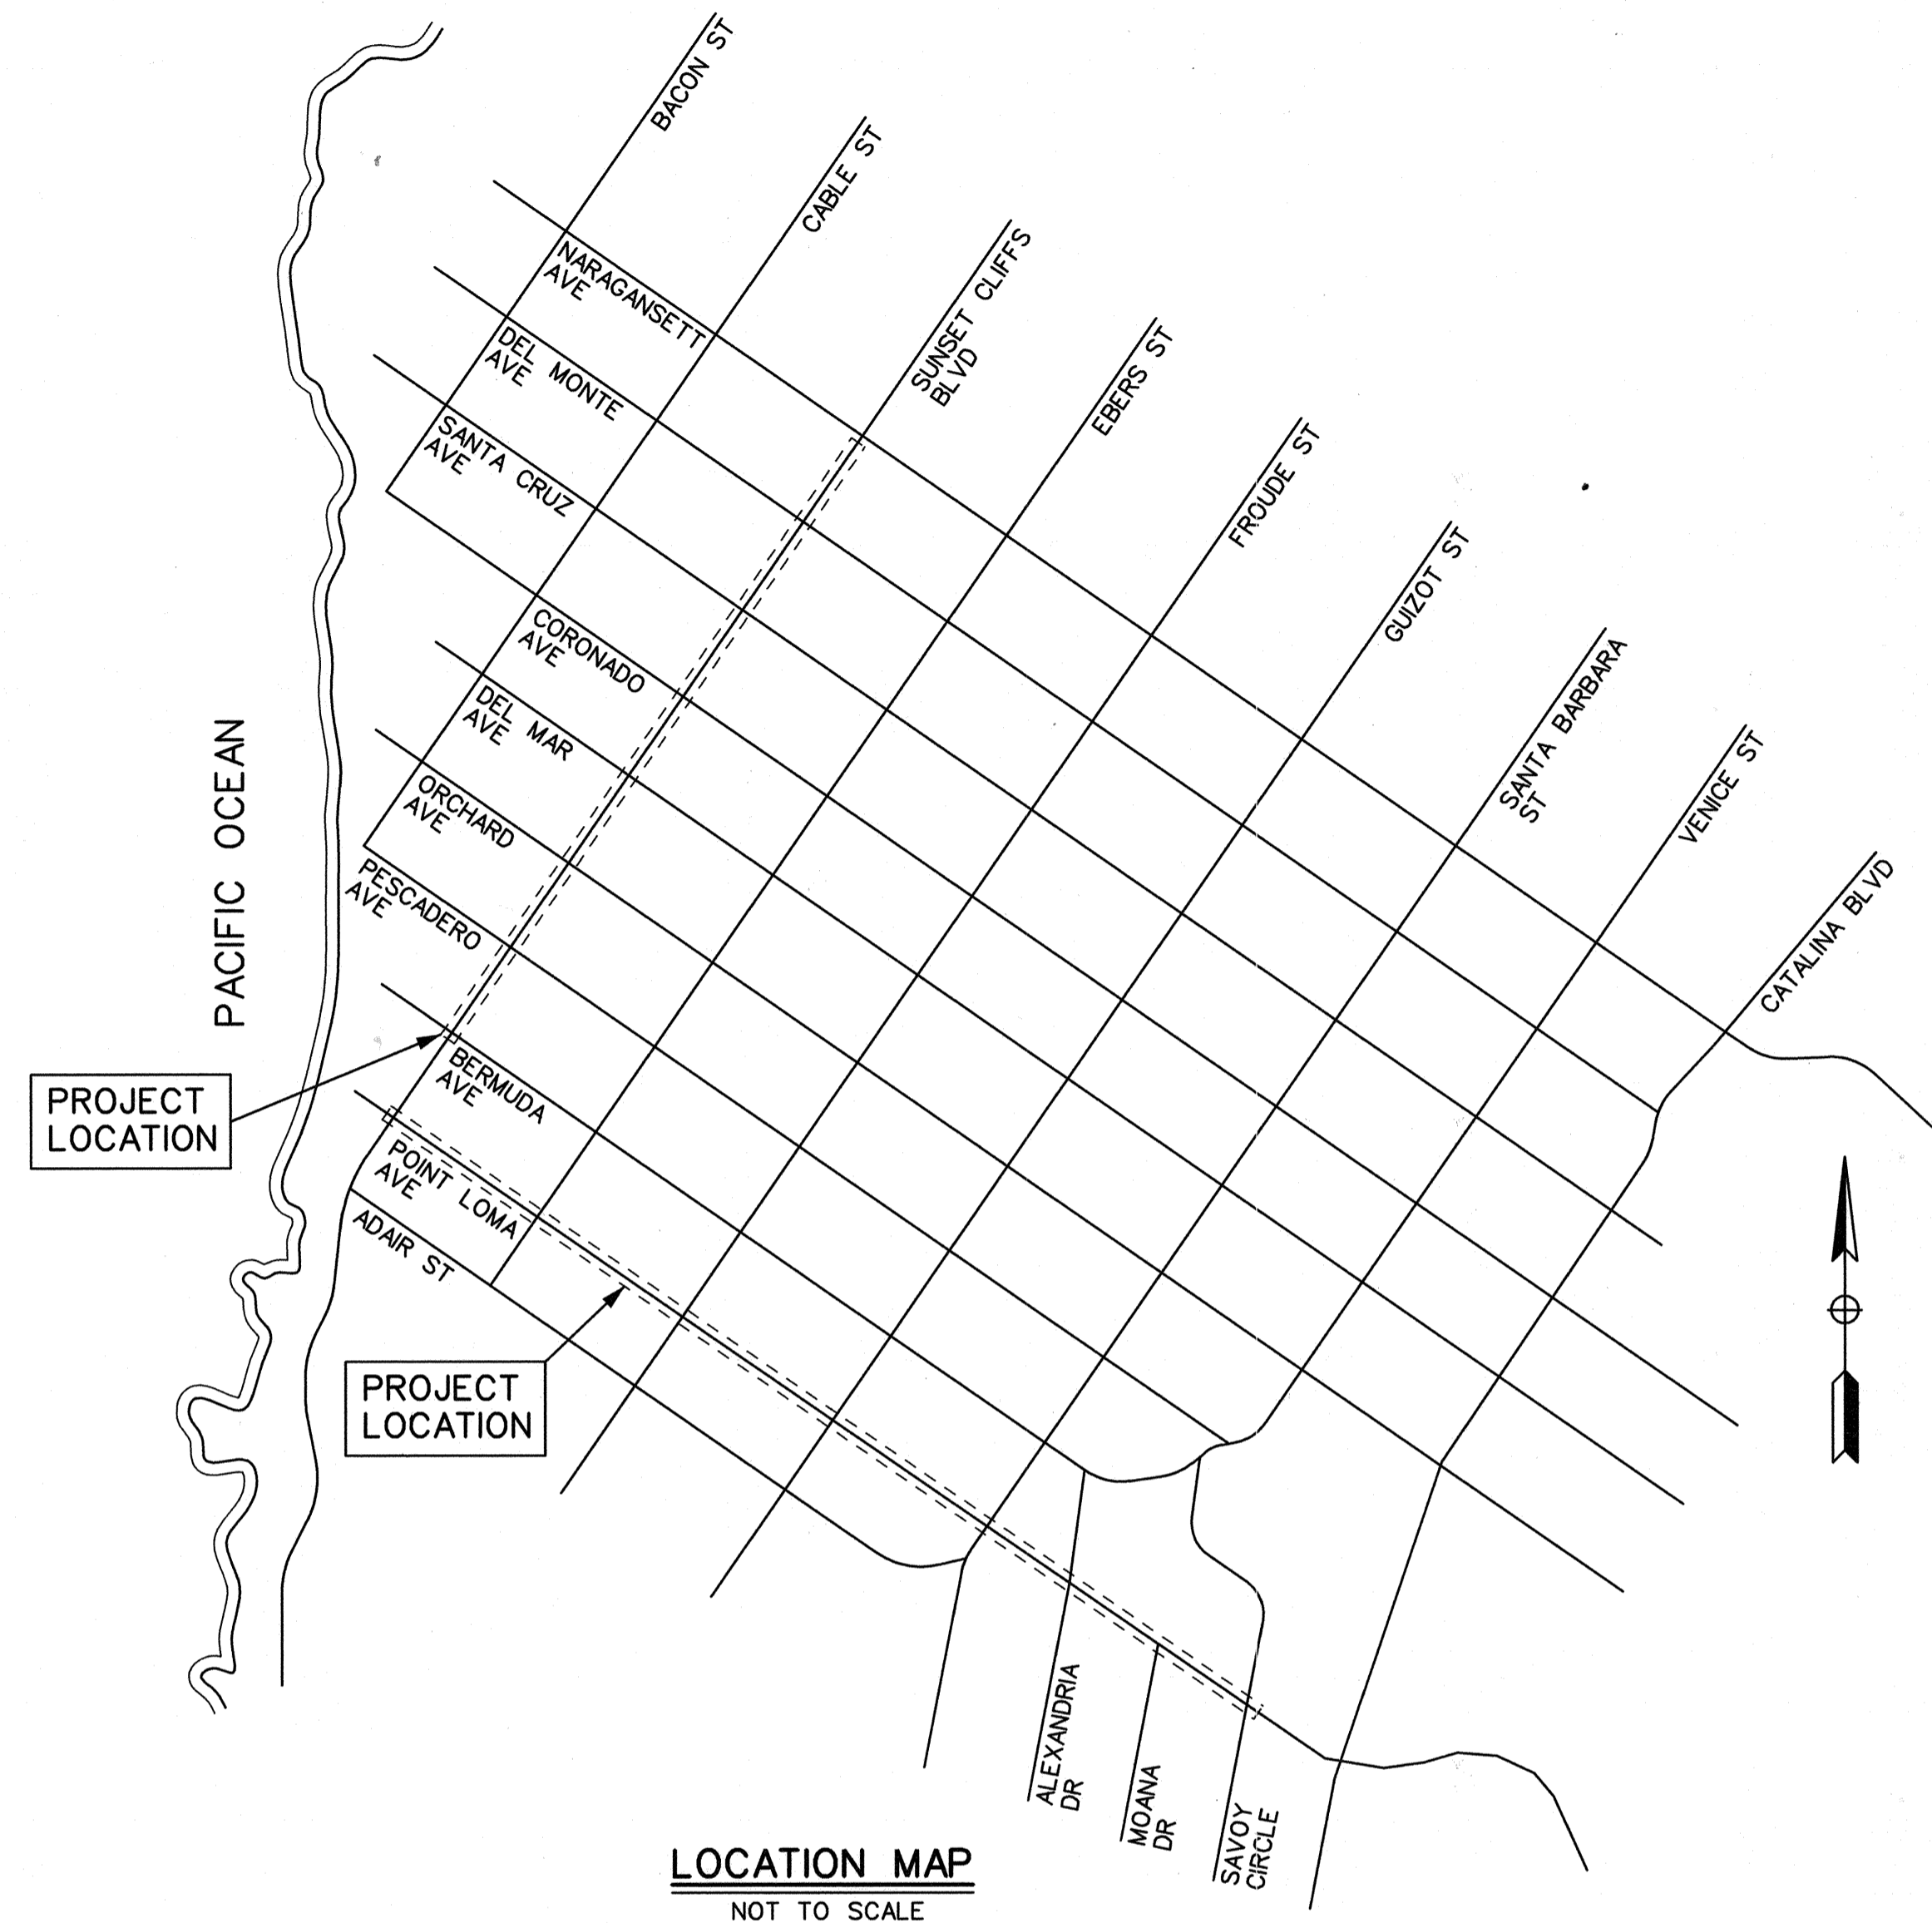 BACON ST
CABLE ST
SUNSET CLIFFS
BLVD
EBERS ST
FROUDE ST
GUIZOT ST
SANTA BARBARA
ST
VENICE ST
CATALINA BLVD
NARAGANSETT
AVE
DEL MONTE
AVE
SANTA CRUZ
AVE
CORONADO
AVE
DEL MAR
AVE
ORCHARD
AVE
PESCADERO
AVE
BERMUDA
AVE
POINT LOMA
AVE
ADAIR ST
PACIFIC OCEAN
PROJECT
LOCATION
PROJECT
LOCATION
ALEXANDRIA
DR
MOANA
DR
SAVOY
CIRCLE
LOCATION MAP
NOT TO SCALE